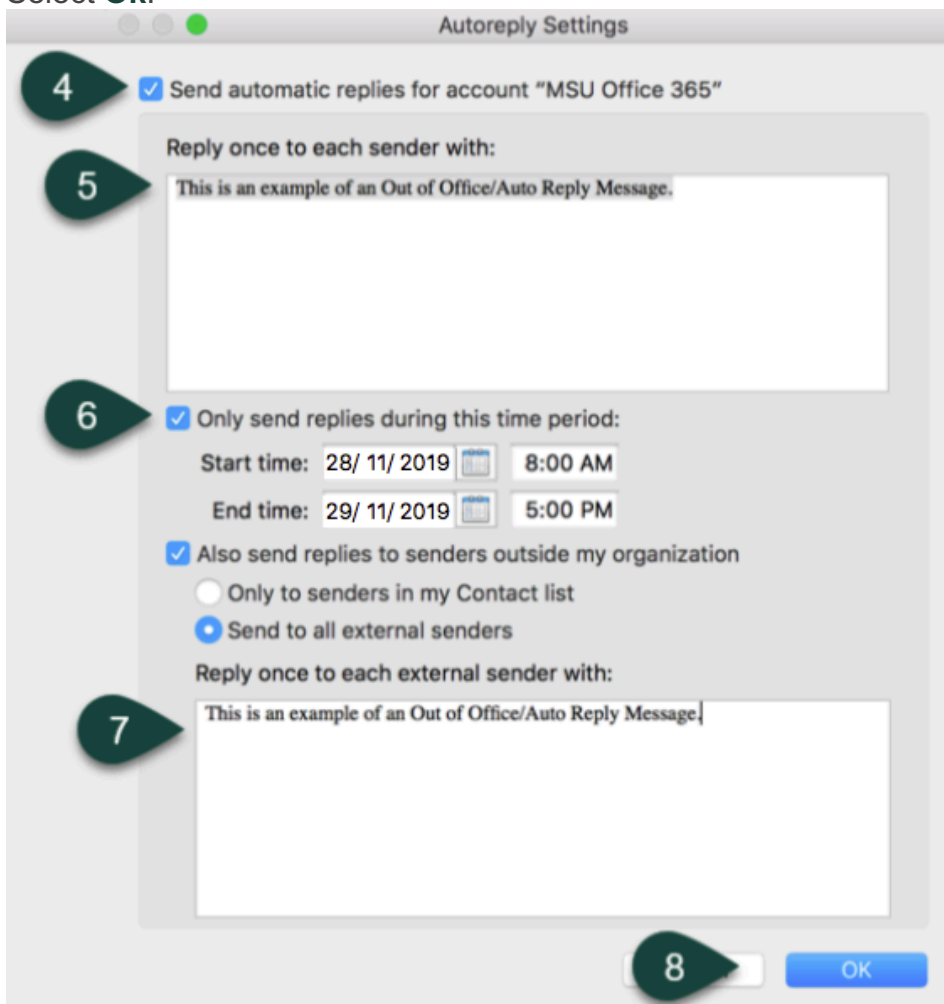 Select OK.
Autoreply Settings
4
Send automatic replies for account “MSU Office 365”
Reply once to each sender with:
5
This is an example of an Out of Office/Auto Reply Message.
6
Only send replies during this time period:
Start time: 28/ 11/ 2019 8:00 AM
End time: 29/ 11/ 2019 5:00 PM
Also send replies to senders outside my organization
Only to senders in my Contact list
Send to all external senders
Reply once to each external sender with:
7
This is an example of an Out of Office/Auto Reply Message.
8
OK